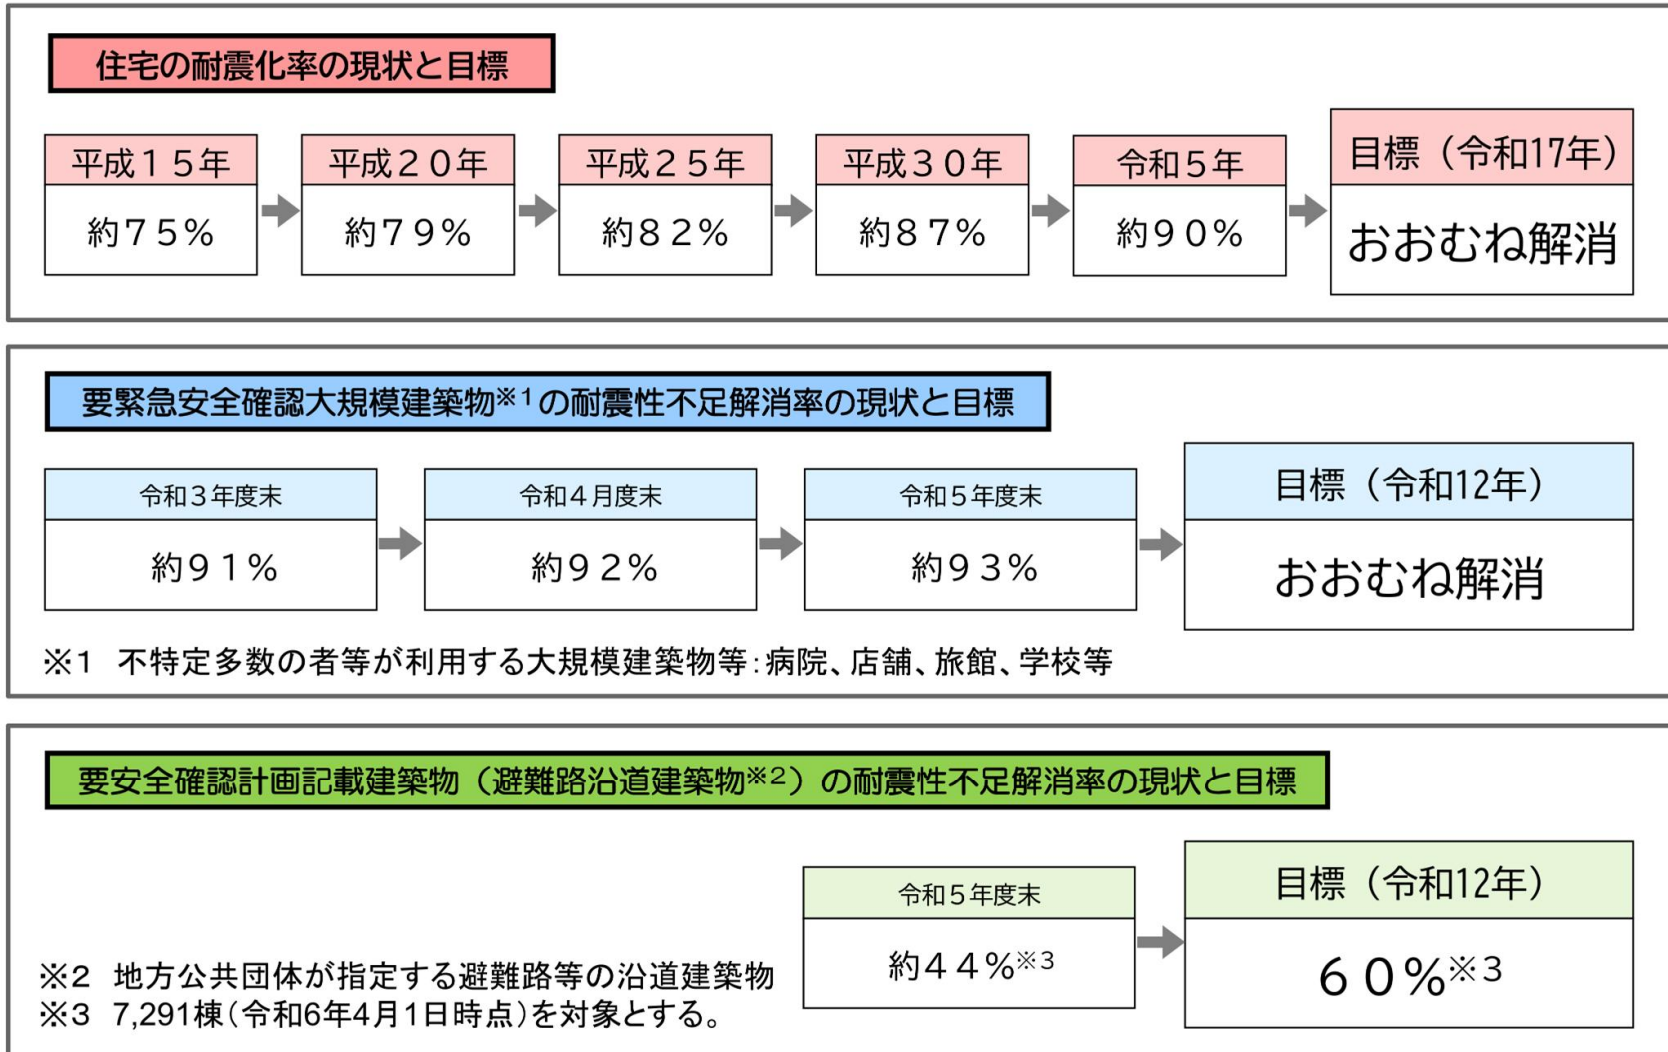 住宅の耐震化率の現状と目標
平成１５年
約７５%
平成２０年
約７９%
平成２５年
約８２%
平成３０年
約８７%
令和５年
約９０%
目標（令和17年）
おおむね解消
要緊急安全確認大規模建築物※1の耐震性不足解消率の現状と目標
令和３年度末
約９１%
令和４月度末
約９２%
令和５年度末
約９３%
目標（令和12年）
おおむね解消
※1　不特定多数の者等が利用する大規模建築物等：病院、店舗、旅館、学校等
要安全確認計画記載建築物（避難路沿道建築物※2）の耐震性不足解消率の現状と目標
令和５年度末
約４４%※3
目標（令和12年）
６０%※3
※2　地方公共団体が指定する避難路等の沿道建築物
※3　7,291棟（令和6年4月1日時点）を対象とする。